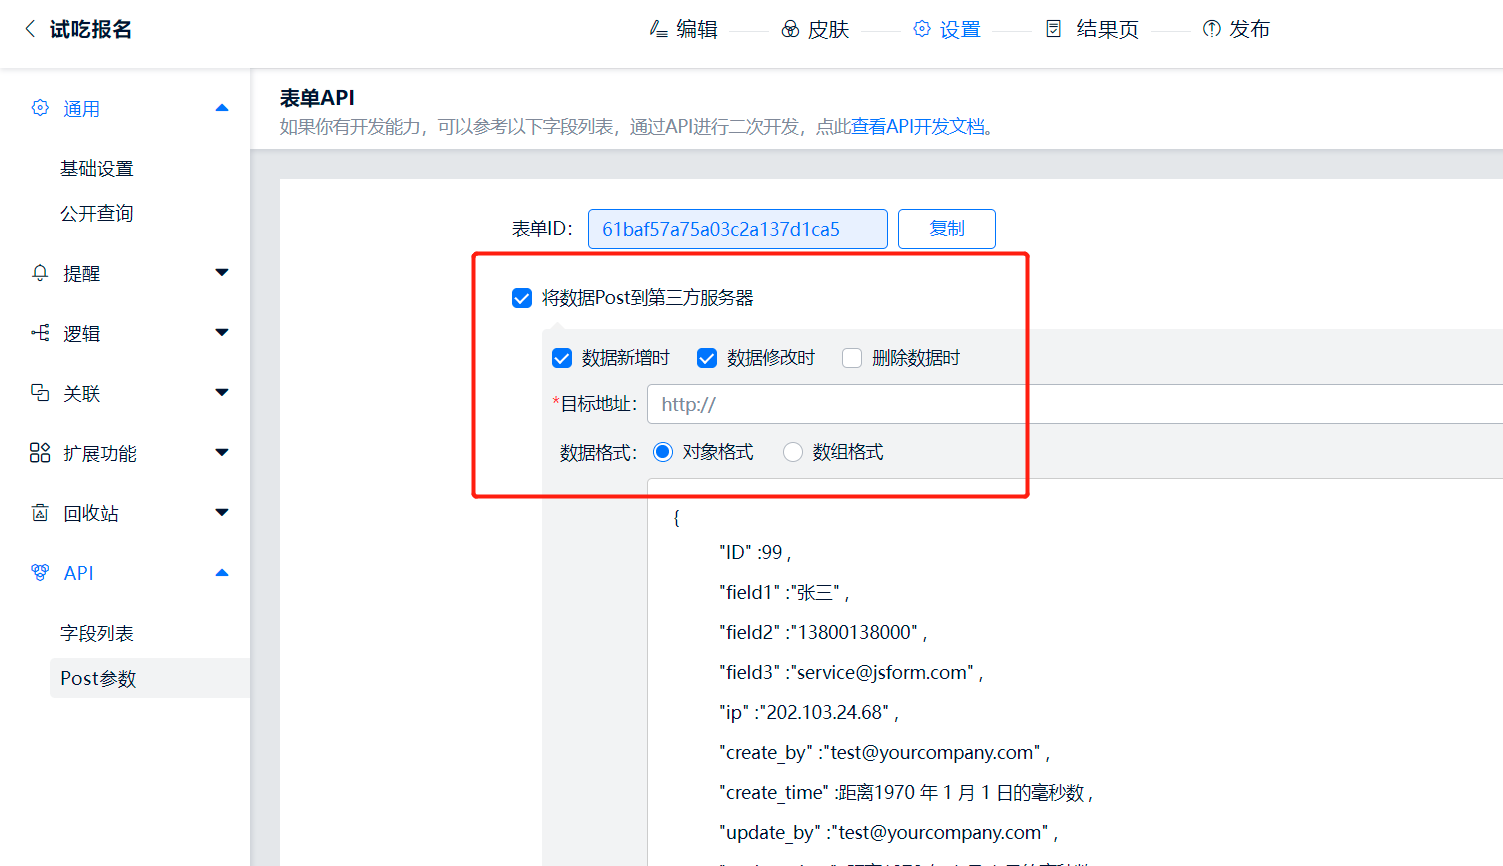 试吃报名
编辑
皮肤
设置
结果页
发布
通用
基础设置
公开查询
提醒
逻辑
关联
扩展功能
回收站
API
字段列表
Post参数
表单API
如果你有开发能力，可以参考以下字段列表，通过API进行二次开发，点此查看API开发文档。
表单ID： 61baf57a75a03c2a137d1ca5 复制
将数据Post到第三方服务器
数据新增时 数据修改时 删除数据时
*目标地址： http://
数据格式： 对象格式 数组格式
{
"ID" :99 ,
"field1" :"张三" ,
"field2" :"13800138000" ,
"field3" :"service@jsform.com" ,
"ip" :"202.103.24.68" ,
"create_by" :"test@yourcompany.com" ,
"create_time" :距离1970 年 1 月 1 日的毫秒数 ,
"update_by" :"test@yourcompany.com" ,